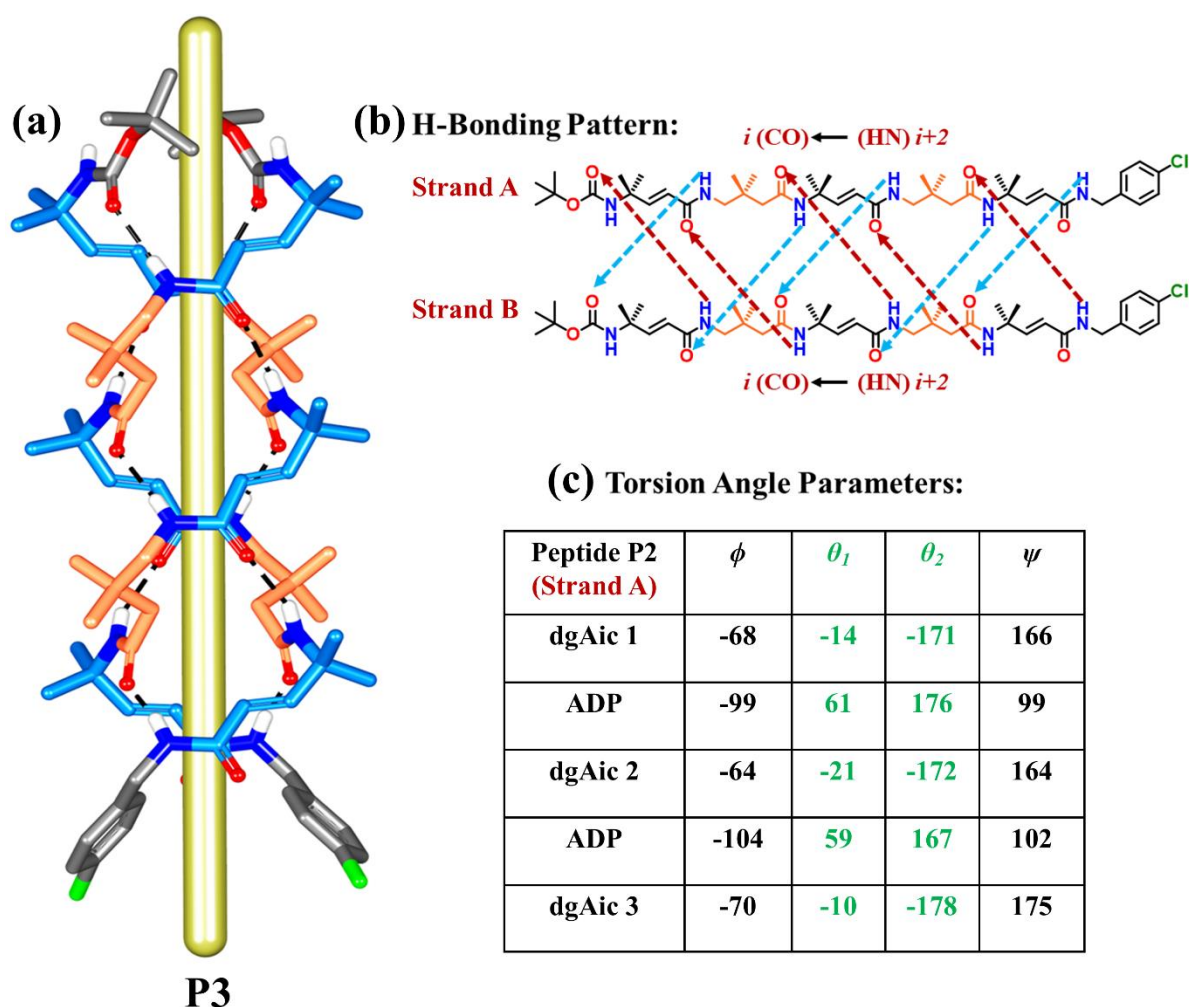 (a)
P3
(b) H-Bonding Pattern:
i (CO) ← (HN) i+2
Strand A
O
O
O
Cl
H
N
H
N
H
N
O
N
H
O
N
H
O
N
H
O
Strand B
O
O
O
Cl
H
N
H
N
H
N
O
N
H
O
N
H
O
N
H
O
i (CO) ← (HN) i+2
(c) Torsion Angle Parameters:
Peptide P2 (Strand A) ϕ θ1 θ2 ψ
dgAic 1 -68 -14 -171 166
ADP -99 61 176 99
dgAic 2 -64 -21 -172 164
ADP -104 59 167 102
dgAic 3 -70 -10 -178 175